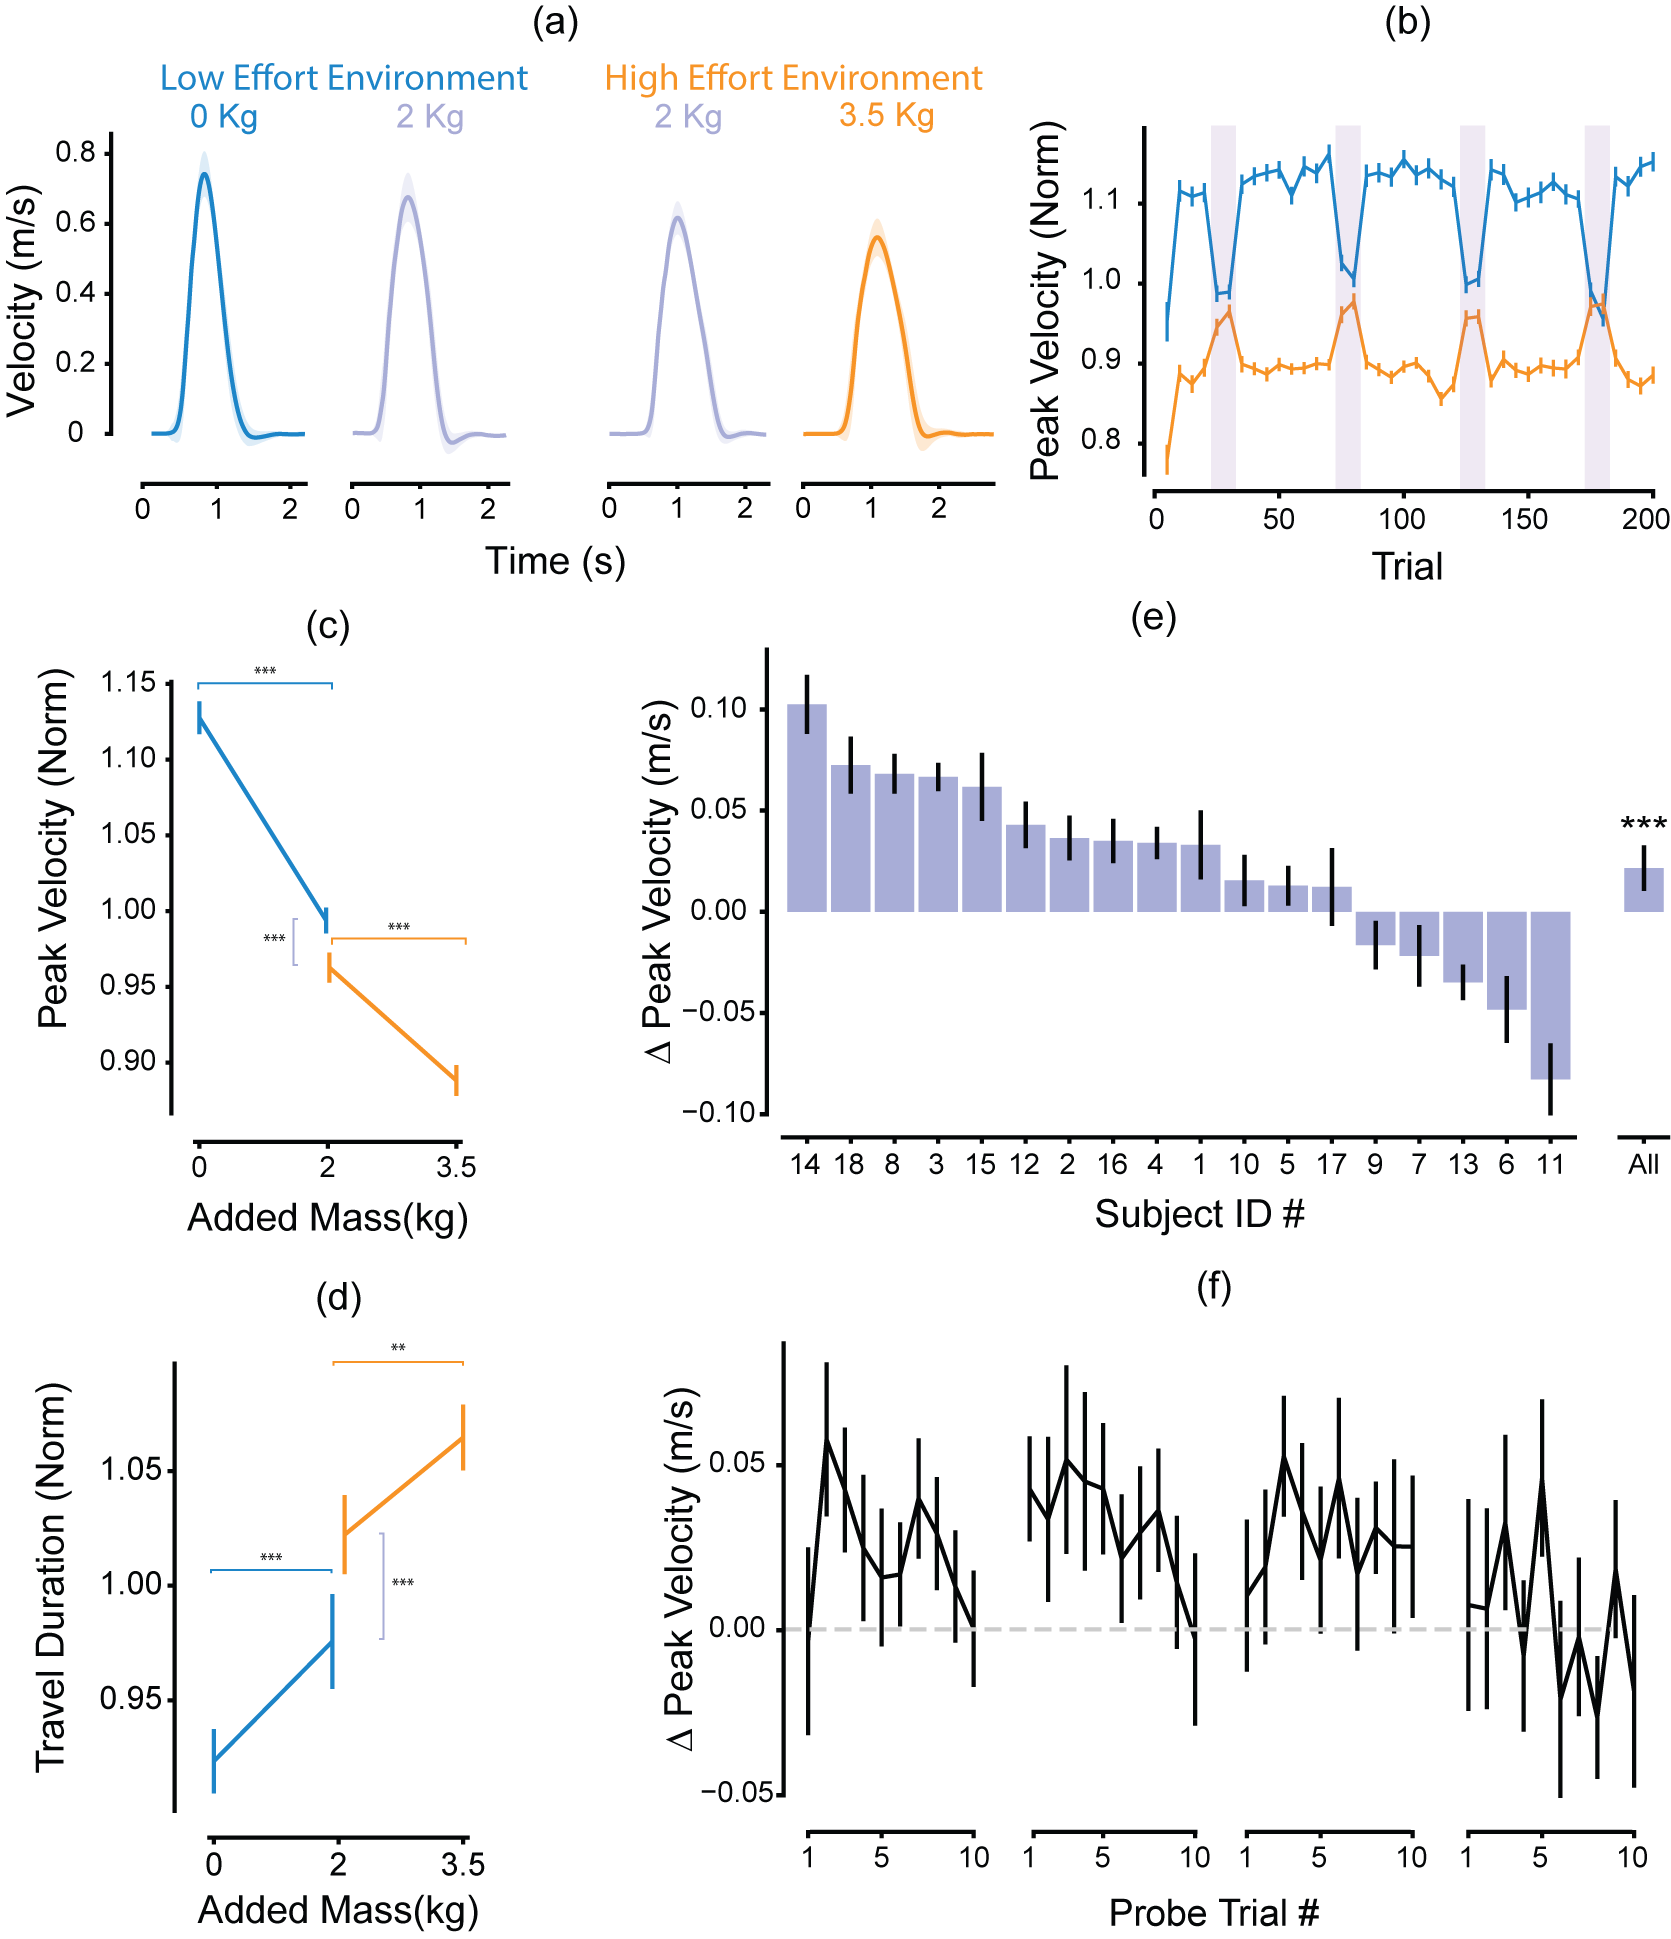 (a)
Low Effort Environment High Effort Environment
0 Kg 2 Kg 2 Kg 3.5 Kg
Velocity (m/s)
0.8
0.6
0.4
0.2
0
0 1 2 0 1 2 0 1 2 0 1 2
Time (s)
(b)
Peak Velocity (Norm)
1.1
1.0
0.9
0.8
0 50 100 150 200
Trial
(c)
Peak Velocity (Norm)
1.15
1.10
1.05
1.00
0.95
0.90
***
***
***
0 2 3.5
Added Mass(kg)
(e)
Δ Peak Velocity (m/s)
0.10
0.05
0.00
−0.05
−0.10
***
14 18 8 3 15 12 2 16 4 1 10 5 17 9 7 13 6 11 All
Subject ID #
(d)
Travel Duration (Norm)
1.05
1.00
0.95
**
***
***
0 2 3.5
Added Mass(kg)
(f)
Δ Peak Velocity (m/s)
0.05
0.00
−0.05
1 5 10 1 5 10 1 5 10 1 5 10
Probe Trial #